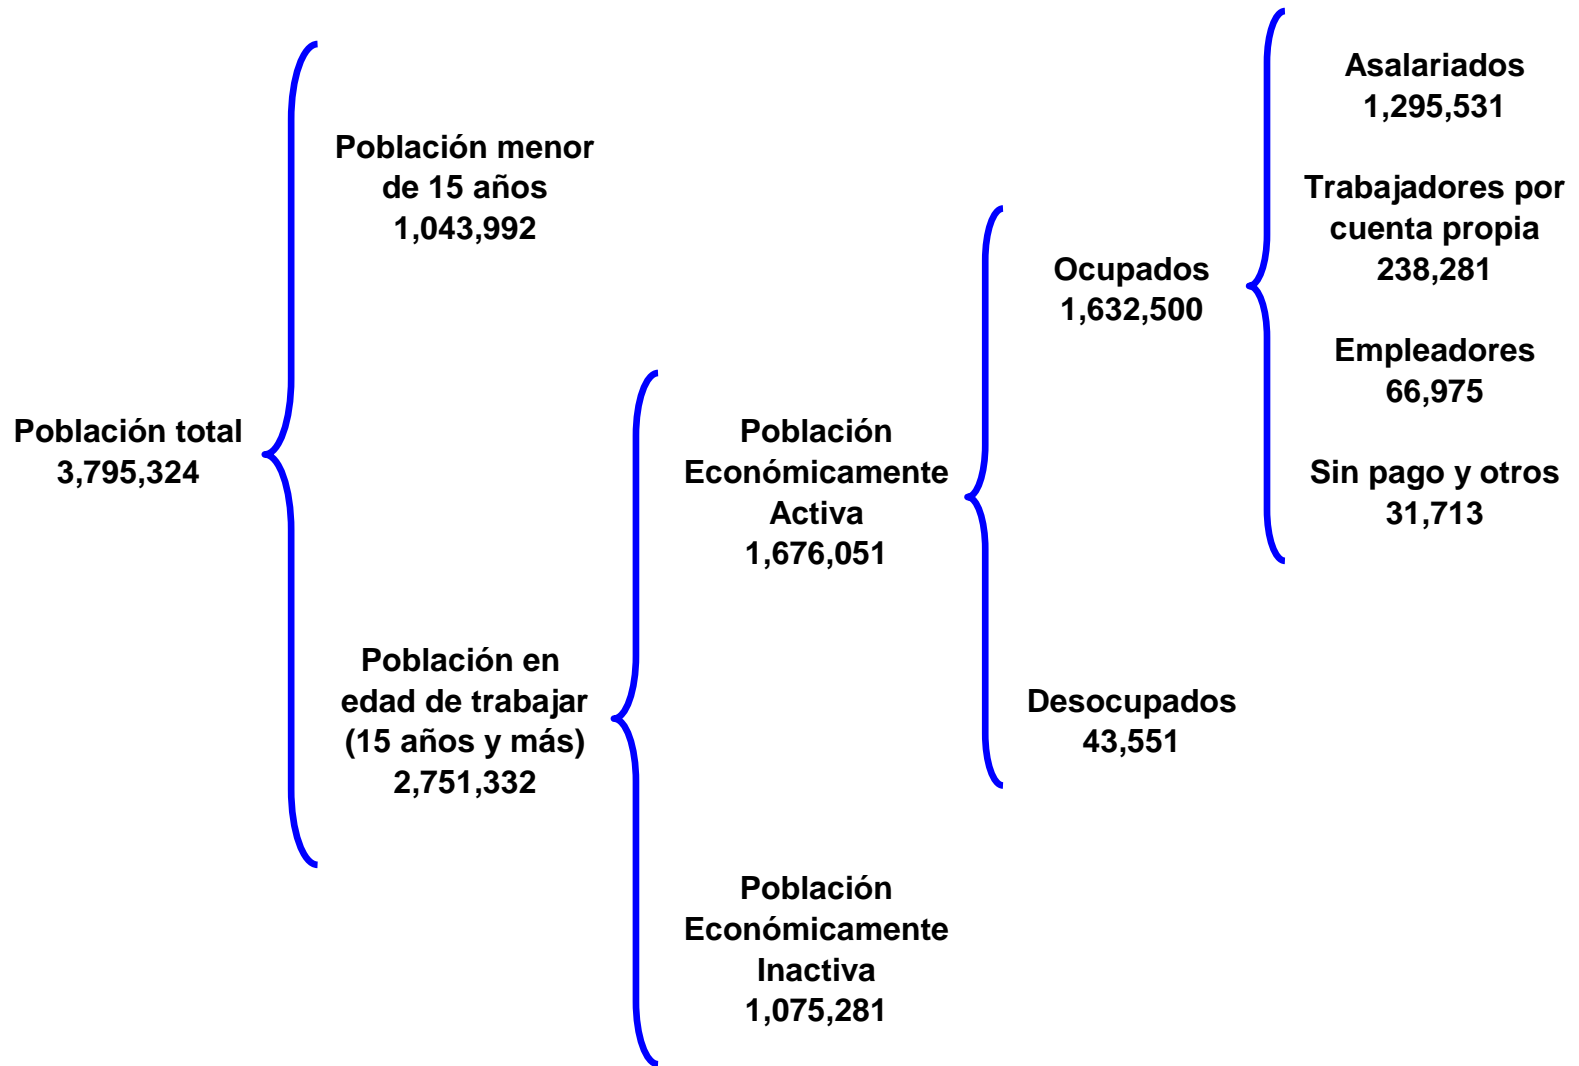 Población total
3,795,324
Población menor
de 15 años
1,043,992
Población en
edad de trabajar
(15 años y más)
2,751,332
Población
Económicamente
Activa
1,676,051
Población
Económicamente
Inactiva
1,075,281
Ocupados
1,632,500
Desocupados
43,551
Asalariados
1,295,531
Trabajadores por
cuenta propia
238,281
Empleadores
66,975
Sin pago y otros
31,713